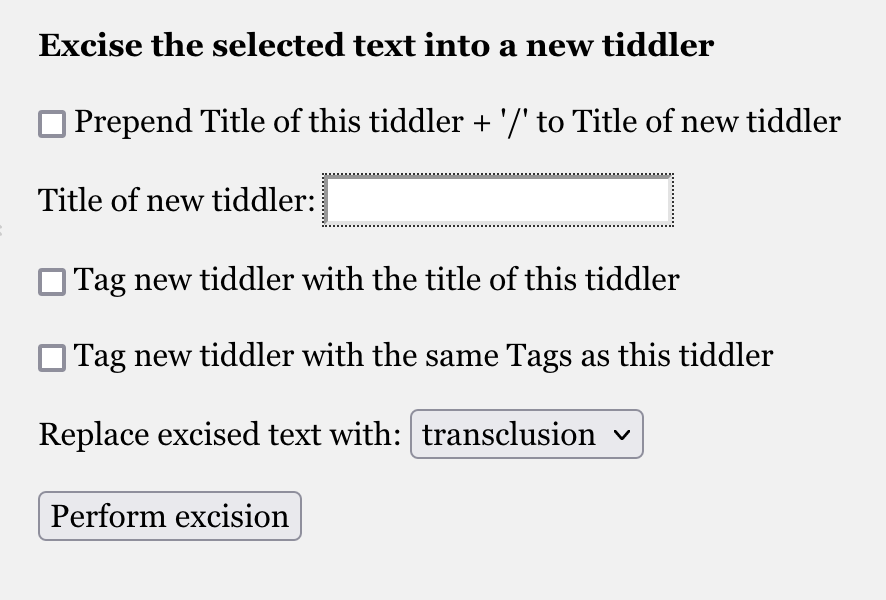 Excise the selected text into a new tiddler
Prepend Title of this tiddler + '/' to Title of new tiddler
Title of new tiddler:
Tag new tiddler with the title of this tiddler
Tag new tiddler with the same Tags as this tiddler
Replace excised text with: transclusion
Perform excision